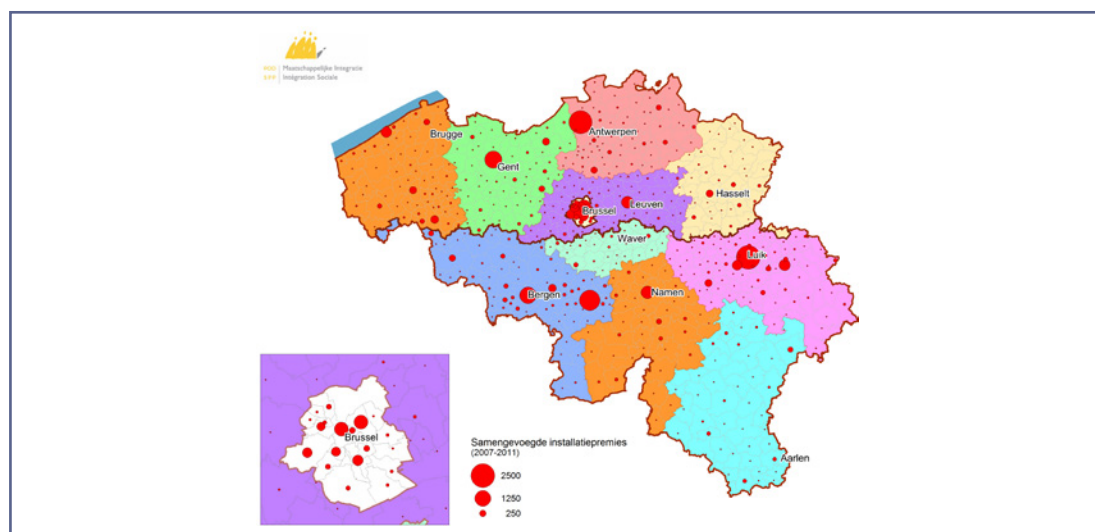 MIIS | Maatschappelijke Integratie
SPP | Intégration Sociale
Brugge
Antwerpen
Gent
Hasselt
Brussel
Leuven
Waver
Luik
Bergen
Namen
Aarlen
Brussel
Samengevoegde installatiepremies
(2007-2011)
2500
1250
250